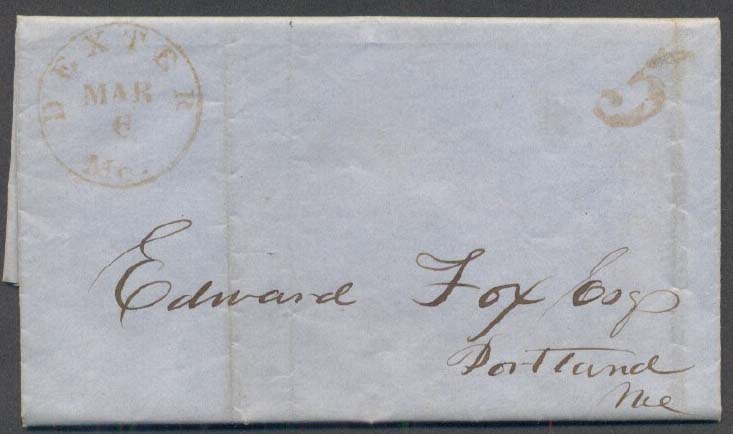 DEXTER
MAR
6
Me.
5
Edward Fox Esq
Portland
Me